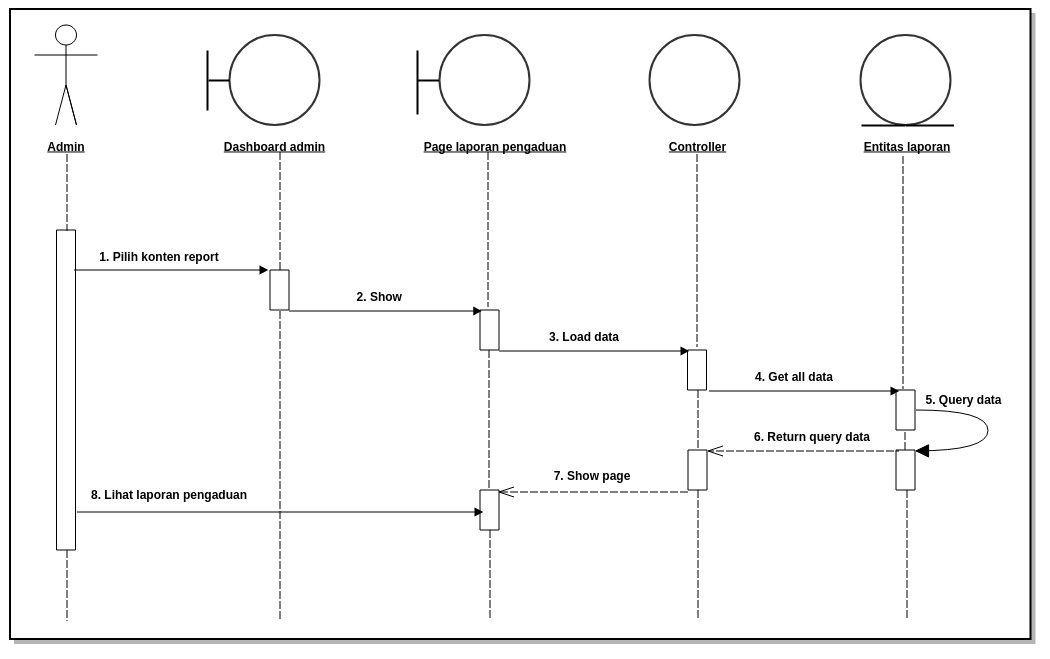 Admin
Dashboard admin
Page laporan pengaduan
Controller
Entitas laporan
1. Pilih konten report
2. Show
3. Load data
4. Get all data
5. Query data
6. Return query data
7. Show page
8. Lihat laporan pengaduan